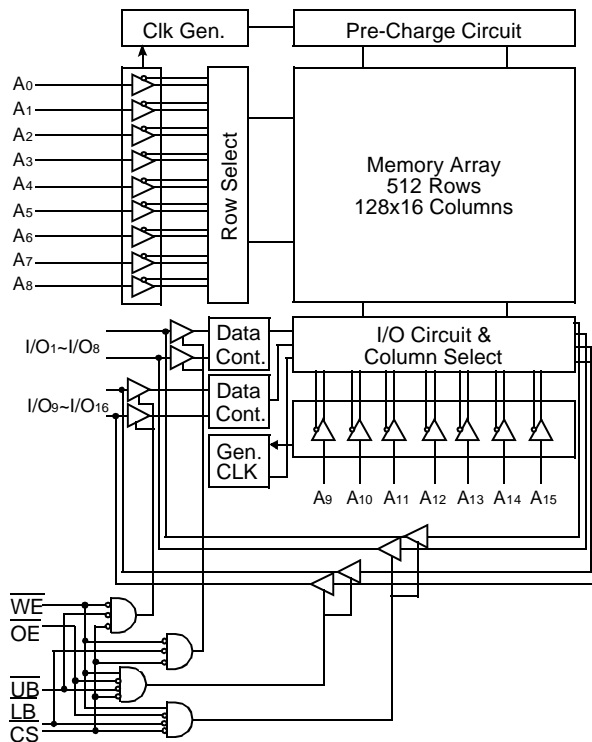 Clk Gen.
Pre-Charge Circuit
A0
A1
A2
A3
A4
A5
A6
A7
A8
Row Select
Memory Array
512 Rows
128x16 Columns
I/O1~I/O8
Data
Cont.
I/O Circuit &
Column Select
I/O9~I/O16
Data
Cont.
Gen.
CLK
A9
A10
A11
A12
A13
A14
A15
WE
OE
UB
LB
CS